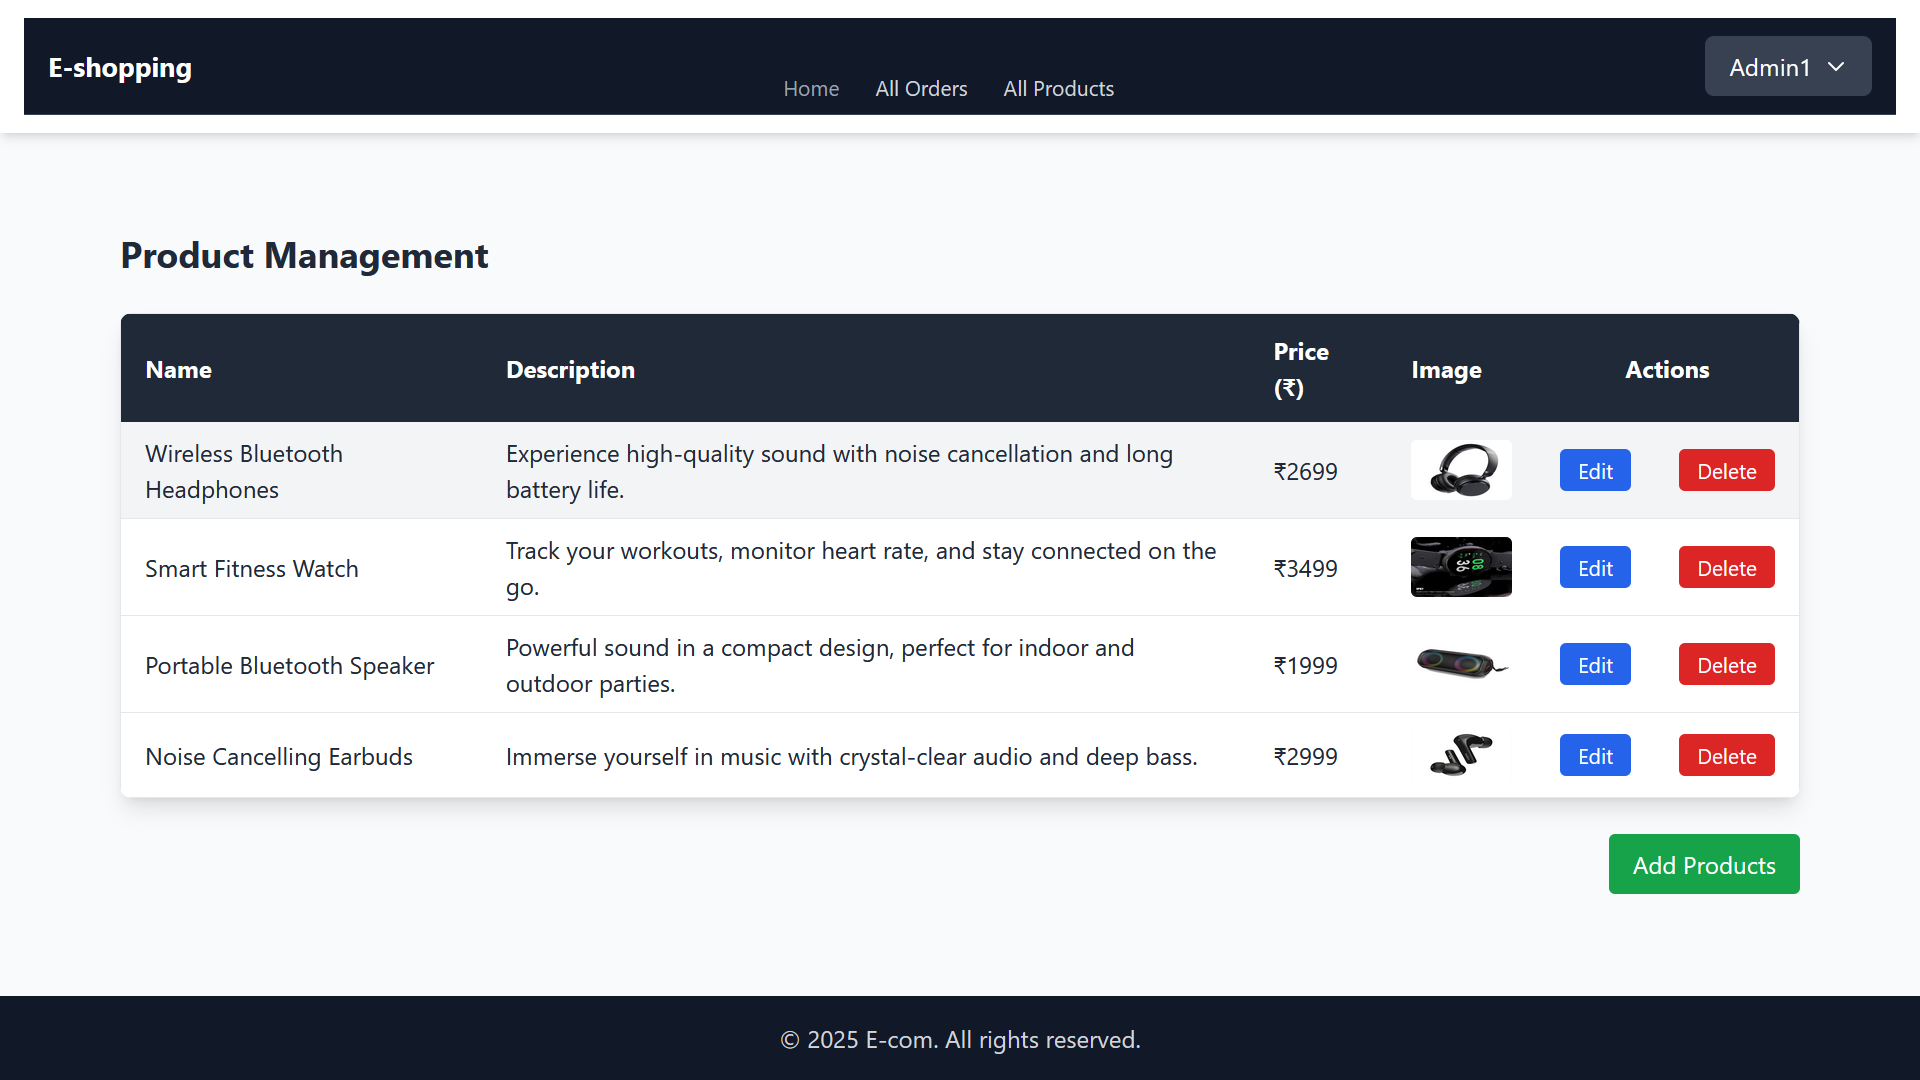 E-shopping
Home
All Orders
All Products
Admin1
Product Management
Name
Description
Price
(₹)
Image
Actions
Wireless Bluetooth
Headphones
Experience high-quality sound with noise cancellation and long
battery life.
₹2699
Edit
Delete
Smart Fitness Watch
Track your workouts, monitor heart rate, and stay connected on the
go.
₹3499
08
36
Edit
Delete
Portable Bluetooth Speaker
Powerful sound in a compact design, perfect for indoor and
outdoor parties.
₹1999
Edit
Delete
Noise Cancelling Earbuds
Immerse yourself in music with crystal-clear audio and deep bass.
₹2999
Edit
Delete
Add Products
© 2025 E-com. All rights reserved.